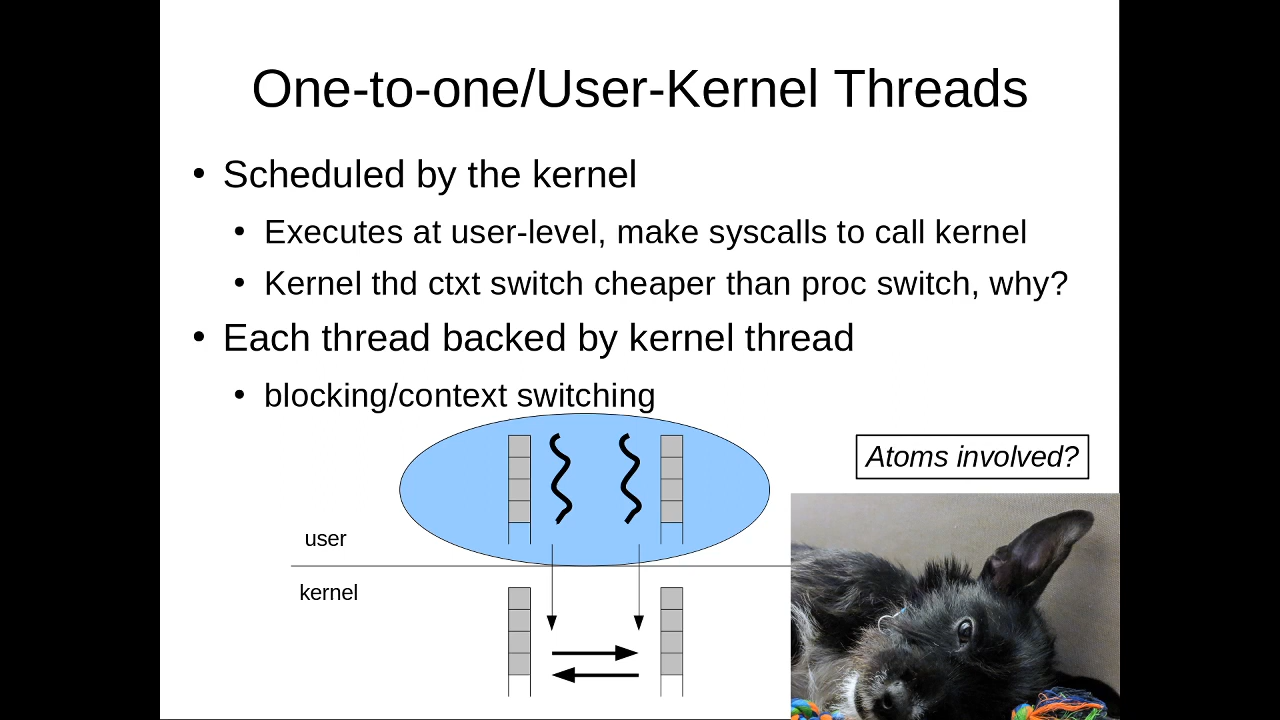 One-to-one/User-Kernel Threads
• Scheduled by the kernel
• Executes at user-level, make syscalls to call kernel
• Kernel thd ctxt switch cheaper than proc switch, why?
• Each thread backed by kernel thread
• blocking/context switching
Atoms involved?
user
kernel